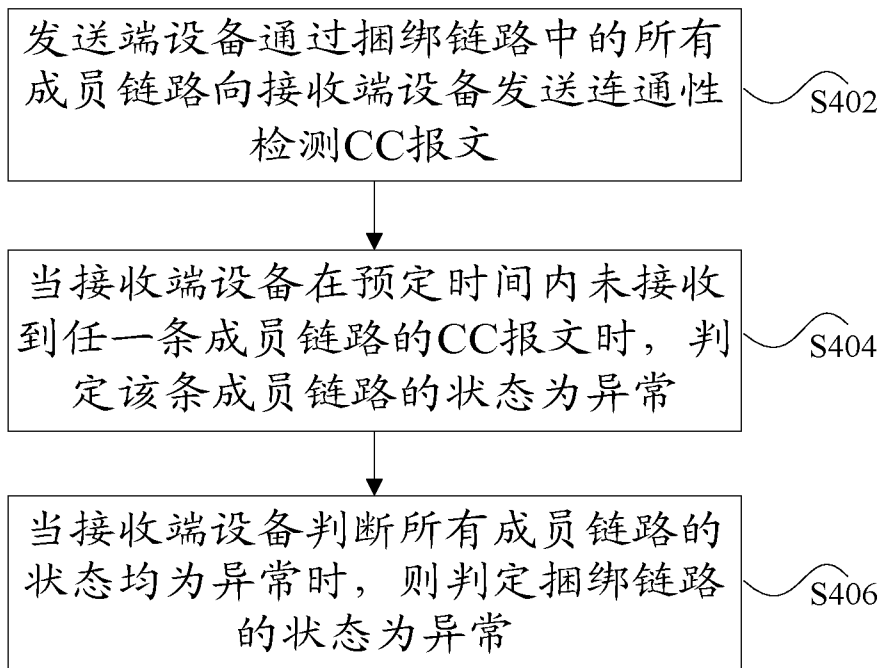 发送端设备通过捆绑链路中的所有
成员链路向接收端设备发送连通性
检测CC报文
S402
当接收端设备在预定时间内未接收
到任一条成员链路的CC报文时，判
定该条成员链路的状态为异常
S404
当接收端设备判断所有成员链路的
状态均为异常时，则判定捆绑链路
的状态为异常
S406